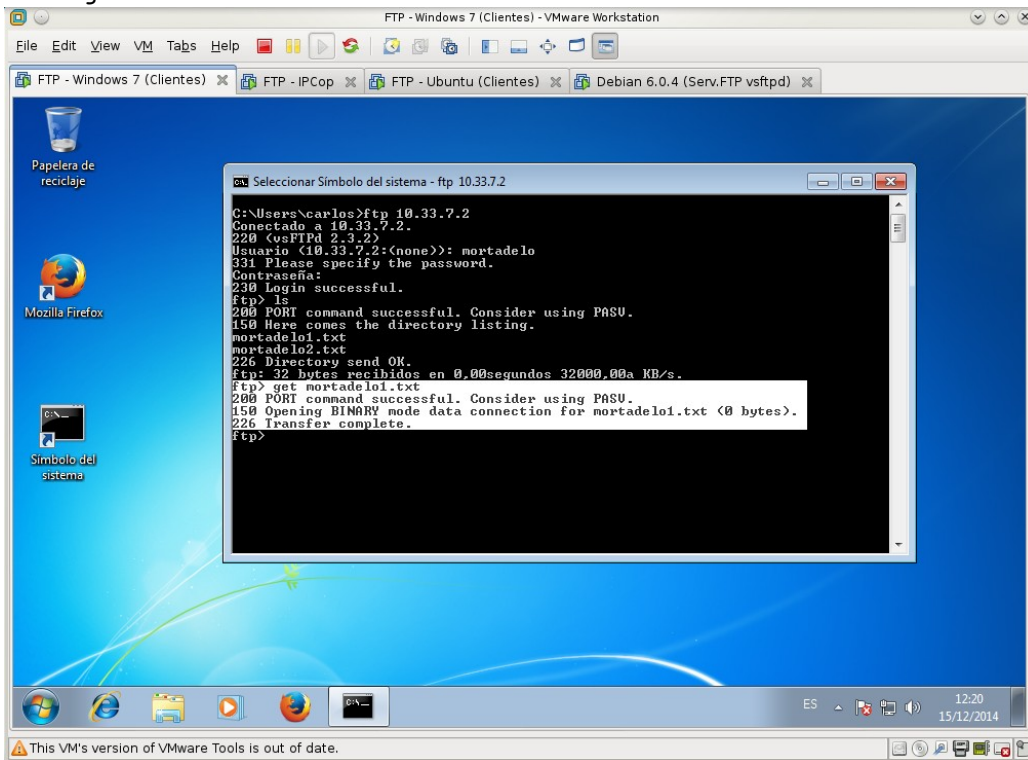 FTP - Windows 7 (Clientes) - VMware Workstation
File Edit View VM Tabs Help
FTP - Windows 7 (Clientes) FTP - IPCop FTP - Ubuntu (Clientes) Debian 6.0.4 (Serv.FTP vsftpd)
Papelera de
reciclaje
Mozilla Firefox
C:\_
Símbolo del
sistema
C:\. Seleccionar Símbolo del sistema - ftp 10.33.7.2
C:\Users\carlos>ftp 10.33.7.2
Conectado a 10.33.7.2.
220 (vsFTPd 2.3.2)
Usuario (10.33.7.2:(none)): mortadelo
331 Please specify the password.
Contraseña:
230 Login successful.
ftp> ls
200 PORT command successful. Consider using PASV.
150 Here comes the directory listing.
mortadelo1.txt
mortadelo2.txt
226 Directory send OK.
ftp: 32 bytes recibidos en 0,00segundos 32000,00a KB/s.
ftp> get mortadelo1.txt
200 PORT command successful. Consider using PASV.
150 Opening BINARY mode data connection for mortadelo1.txt (0 bytes).
226 Transfer complete.
ftp>
C:\_
ES
12:20
15/12/2014
This VM's version of VMware Tools is out of date.